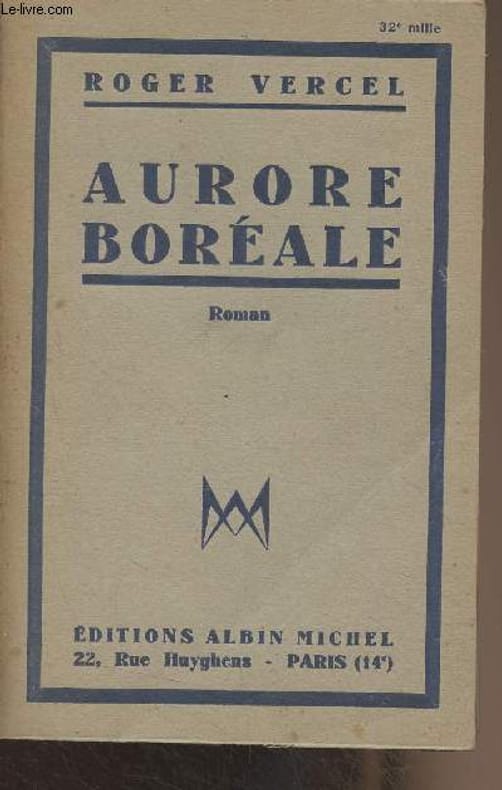 Le-livre.com
32e mille
ROGER VERCEL
AURORE
BORÉALE
Roman
ÉDITIONS ALBIN MICHEL
22, Rue Huyghens - PARIS (14e)